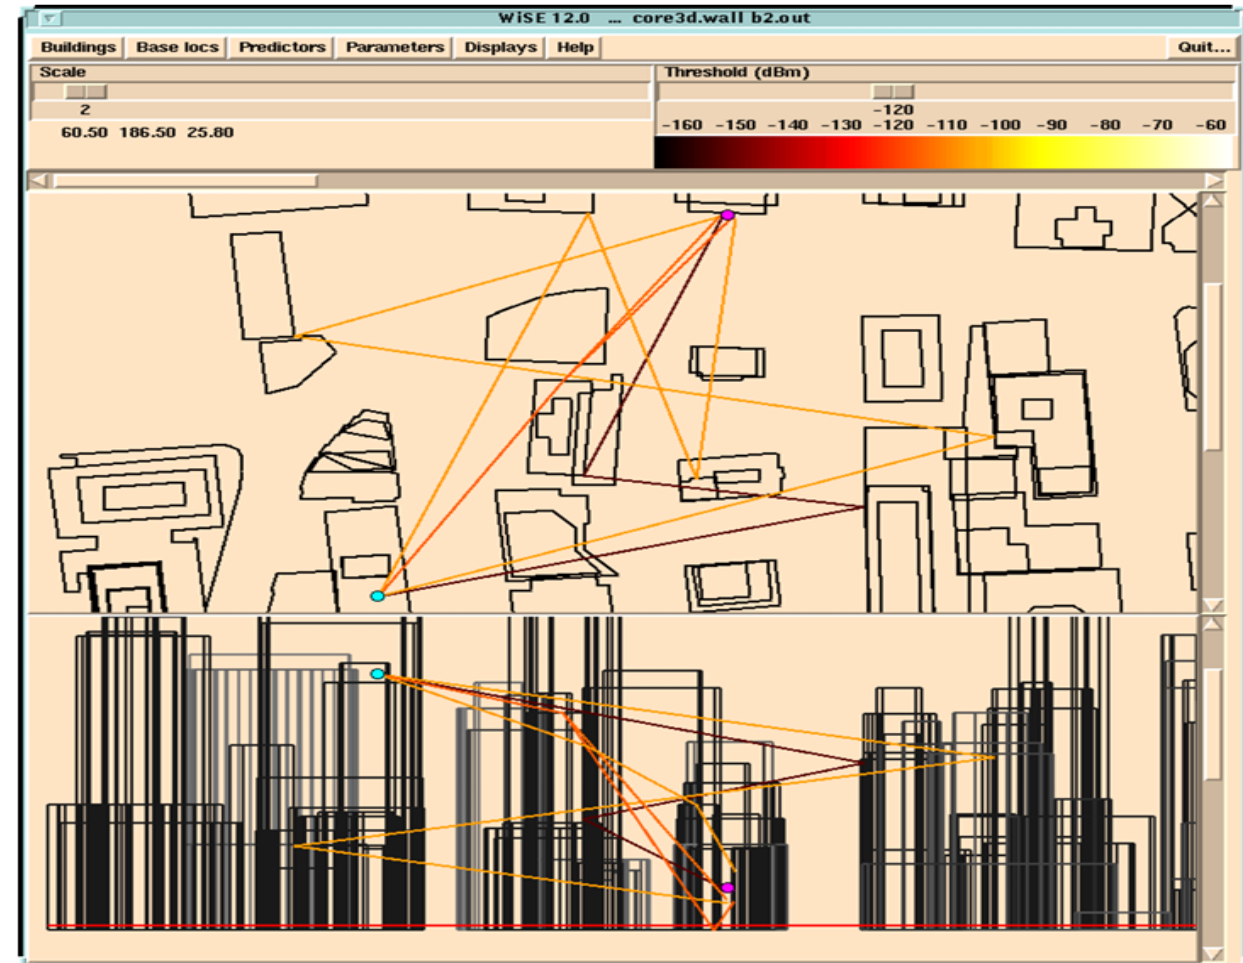 WiSE 12.0 ... core3d.wall b2.out
Buildings Base locs Predictors Parameters Displays Help Quit...
Scale Threshold (dBm)
2 -120
60.50 186.50 25.80 -160 -150 -140 -130 -120 -110 -100 -90 -80 -70 -60